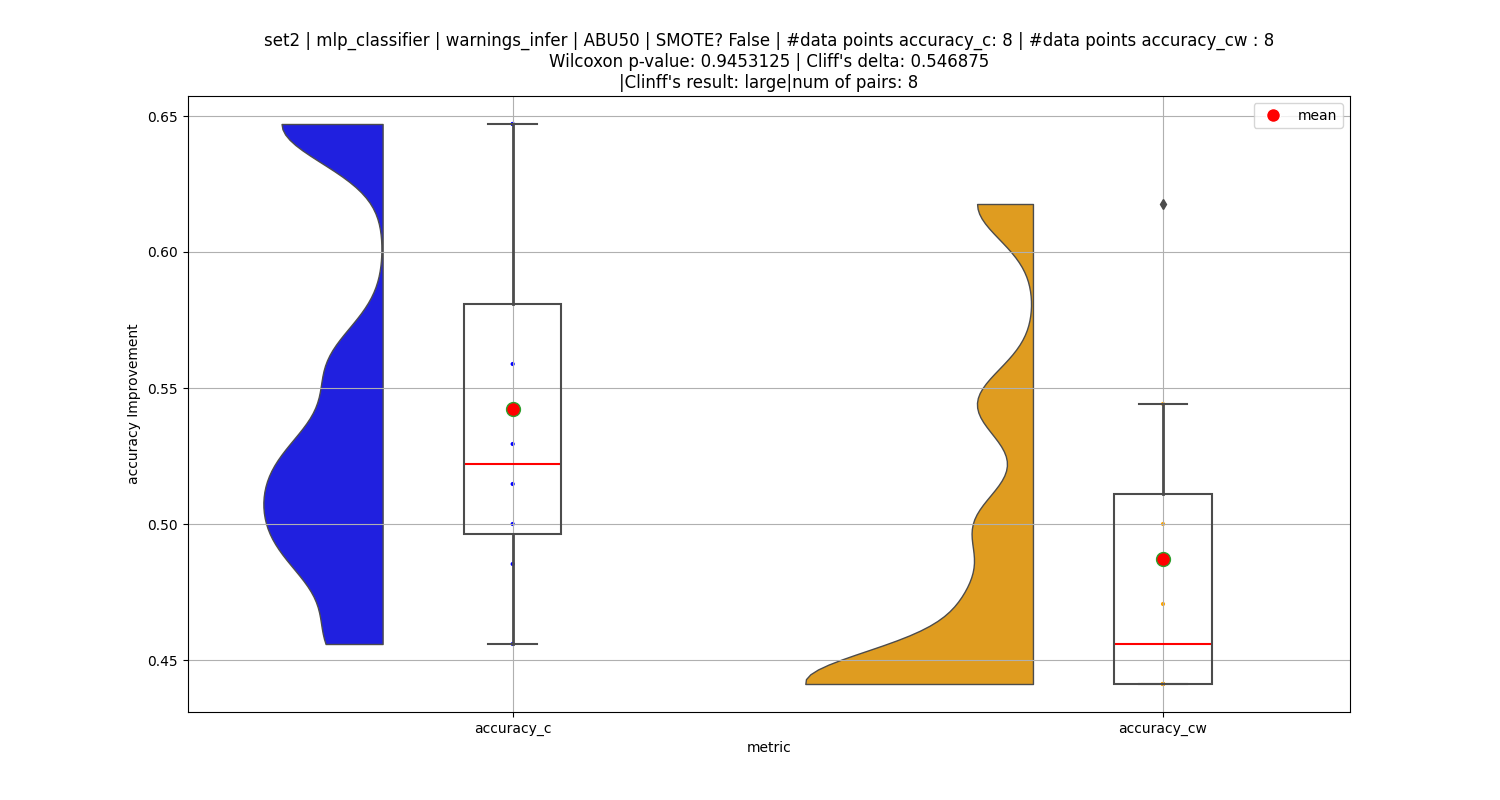 set2 | mlp_classifier | warnings_infer | ABU50 | SMOTE? False | #data points accuracy_c: 8 | #data points accuracy_cw : 8
Wilcoxon p-value: 0.9453125 | Cliff's delta: 0.546875
|Clinff's result: large|num of pairs: 8
mean
0.65
0.60
0.55
0.50
0.45
accuracy Improvement
accuracy_c
accuracy_cw
metric